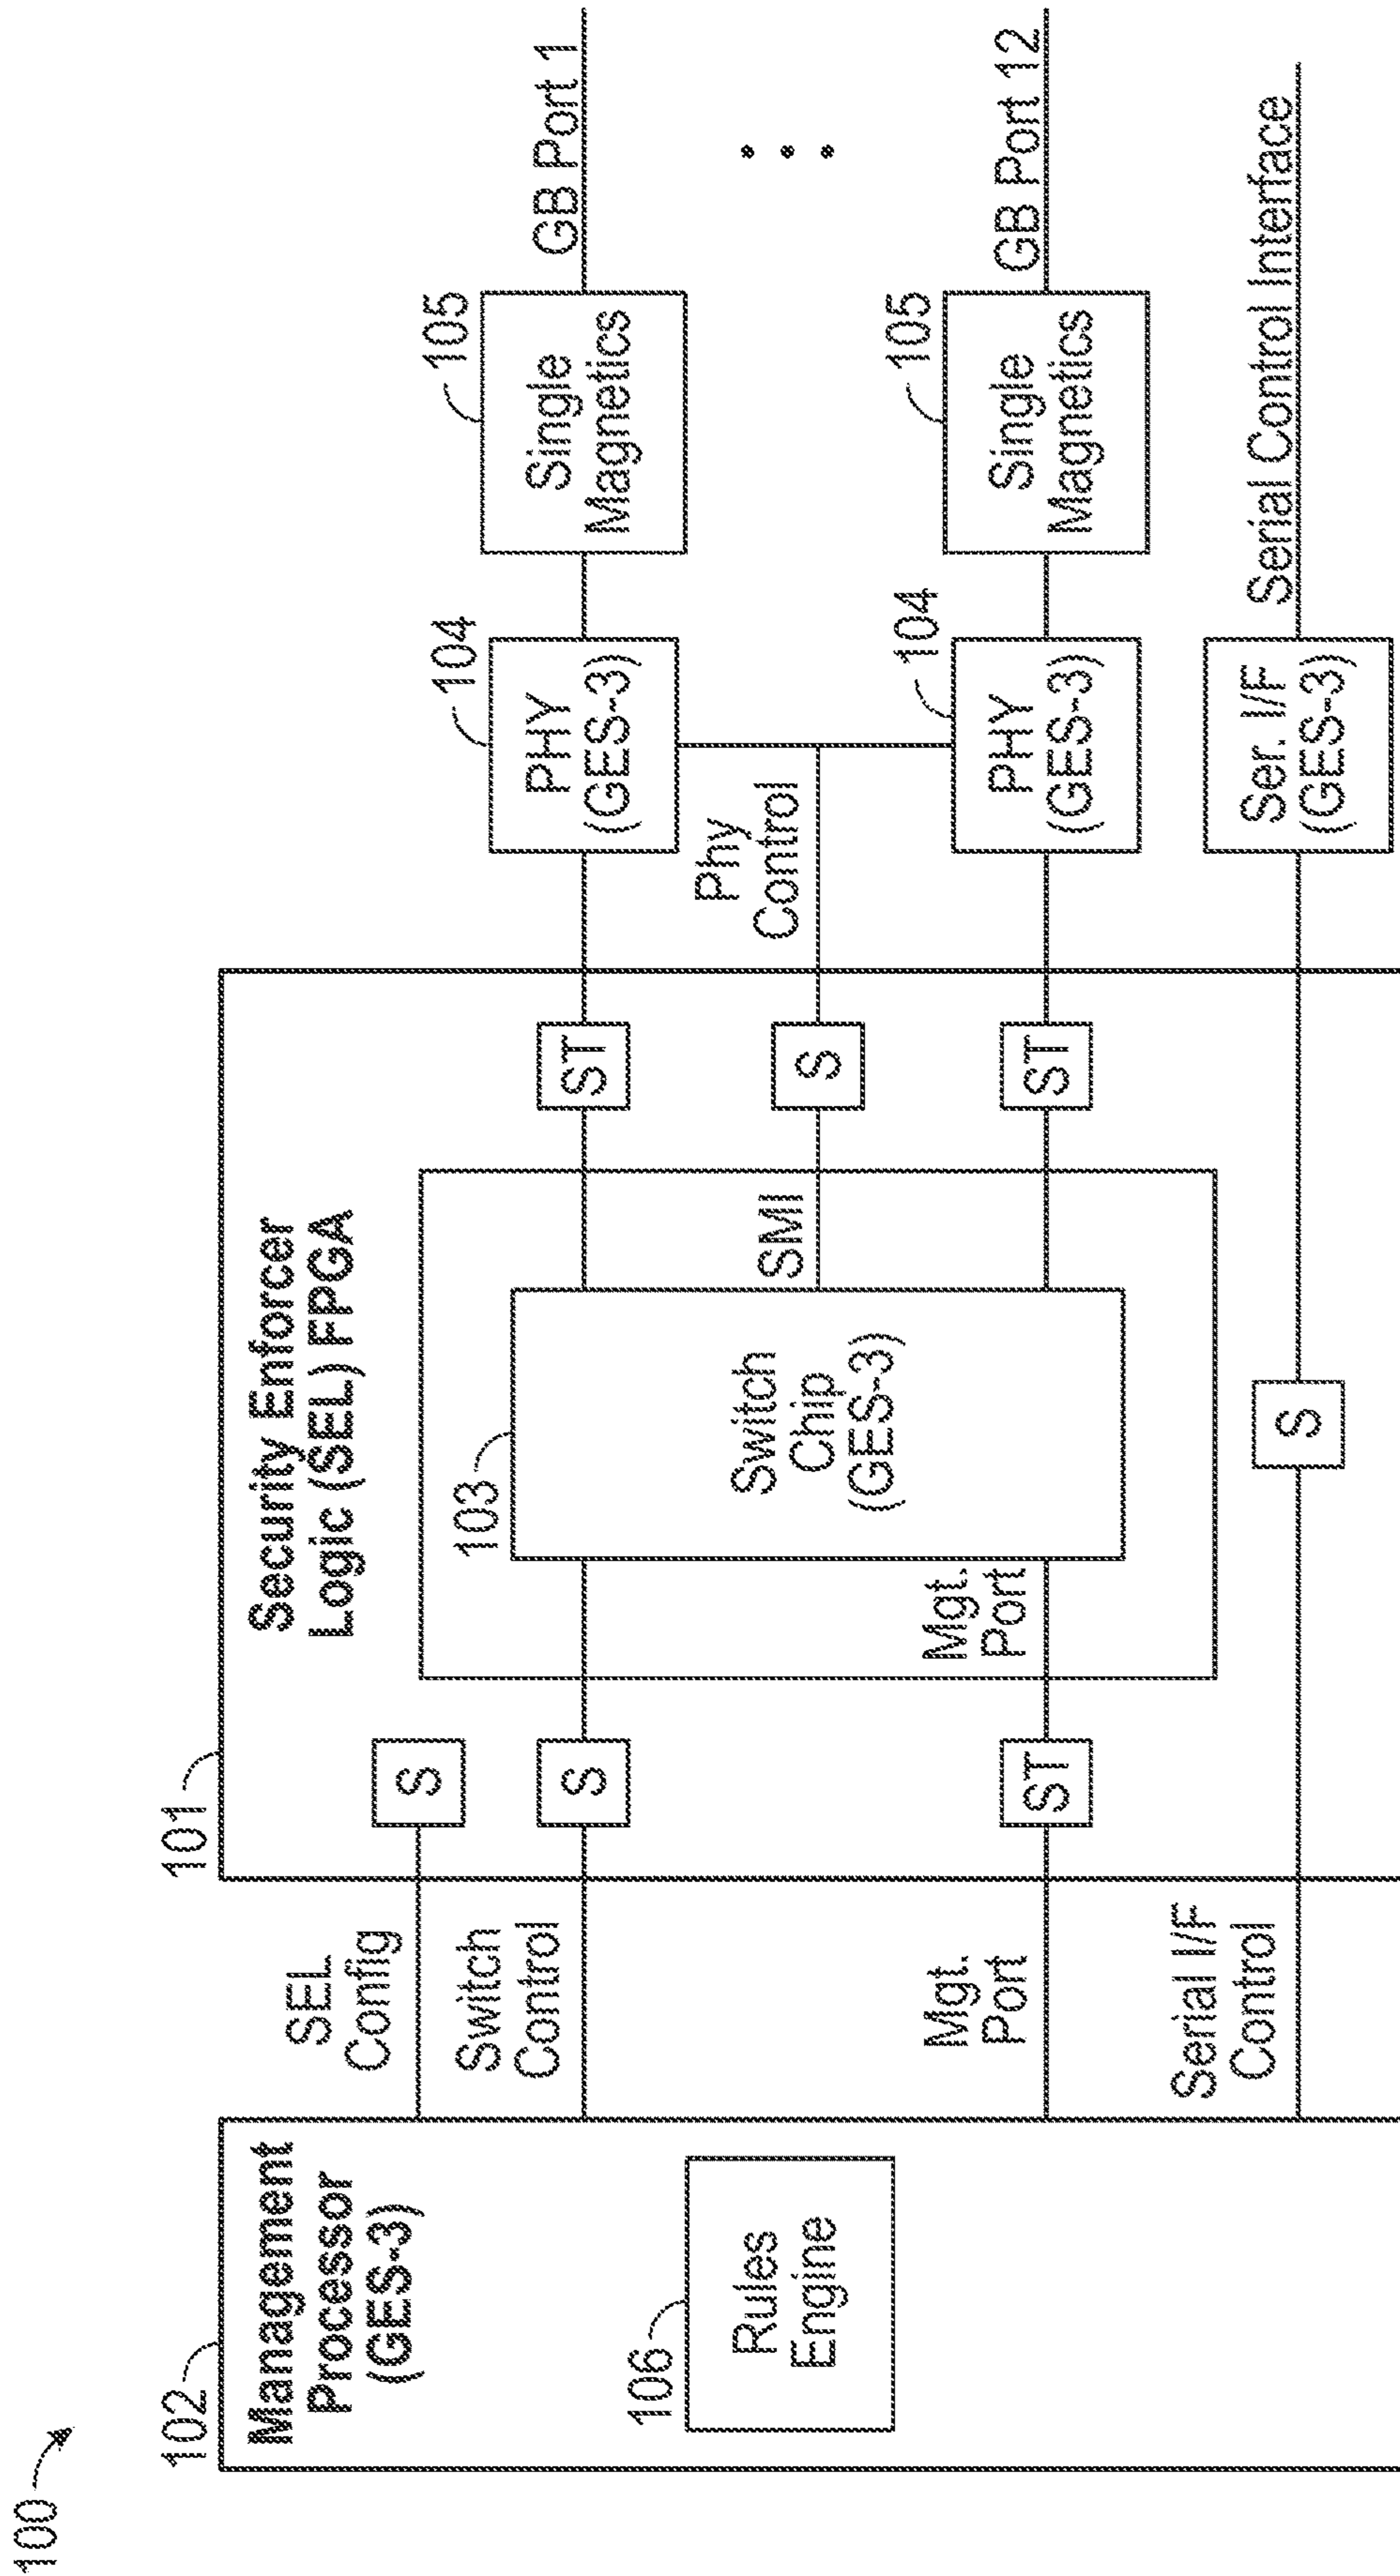 100
102
Management
Processor
(GES-3)
106
Rules
Engine
SEL
Config
Switch
Control
Mgt.
Port
Serial I/F
Control
101
Security Enforcer
Logic (SEL) FPGA
S
S
ST
103
Switch
Chip
(GES-3)
Mgt.
Port
SMI
ST
S
ST
S
Phy
Control
104
PHY
(GES-3)
104
PHY
(GES-3)
Ser. I/F
(GES-3)
105
Single
Magnetics
105
Single
Magnetics
GB Port 1
GB Port 12
Serial Control Interface